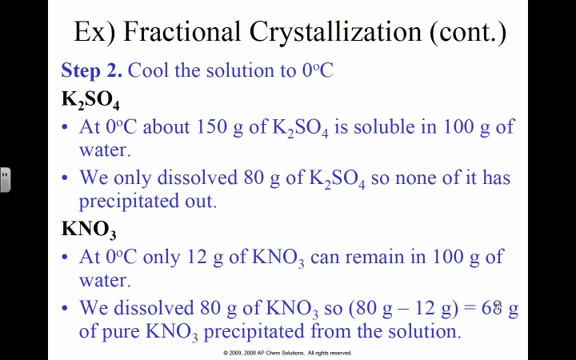 Ex) Fractional Crystallization (cont.)
Step 2. Cool the solution to 0°C
K₂SO₄
• At 0°C about 150 g of K₂SO₄ is soluble in 100 g of
water.
• We only dissolved 80 g of K₂SO₄ so none of it has
precipitated out.
KNO₃
• At 0°C only 12 g of KNO₃ can remain in 100 g of
water.
• We dissolved 80 g of KNO₃ so (80 g – 12 g) = 68 g
of pure KNO₃ precipitated from the solution.
© 2009, 2008 AP Chem Solutions. All rights reserved.